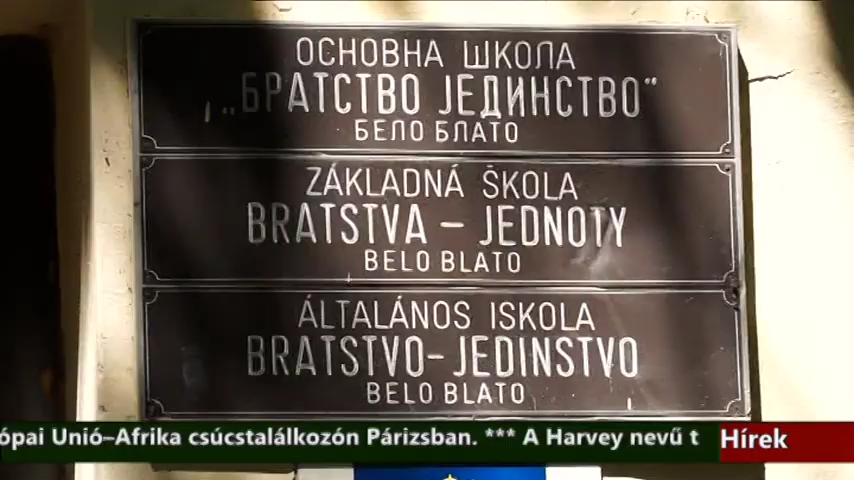 ОСНОВНА ШКОЛА
„БРАТСТВО ЈЕДИНСТВО“
БЕЛО БЛАТО
ZÁKLADNÁ ŠKOLA
BRATSTVA – JEDNOTY
BELO BLATO
ÁLTALÁNOS ISKOLA
BRATSTVO–JEDINSTVO
BELO BLATO
ópai Unió–Afrika csúcstalálkozón Párizsban. *** A Harvey nevű t
Hírek